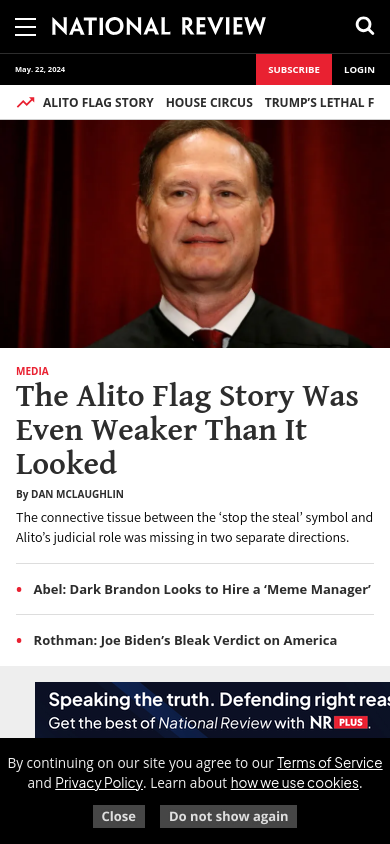 NATIONAL REVIEW
May. 22, 2024
SUBSCRIBE
LOGIN
ALITO FLAG STORY HOUSE CIRCUS TRUMP'S LETHAL F
MEDIA
The Alito Flag Story Was
Even Weaker Than It
Looked
By DAN MCLAUGHLIN
The connective tissue between the ‘stop the steal’ symbol and
Alito’s judicial role was missing in two separate directions.
• Abel: Dark Brandon Looks to Hire a ‘Meme Manager’
• Rothman: Joe Biden’s Bleak Verdict on America
Speaking the truth. Defending right reas
Get the best of National Review with NR PLUS.
By continuing on our site you agree to our Terms of Service
and Privacy Policy. Learn about how we use cookies.
Close
Do not show again